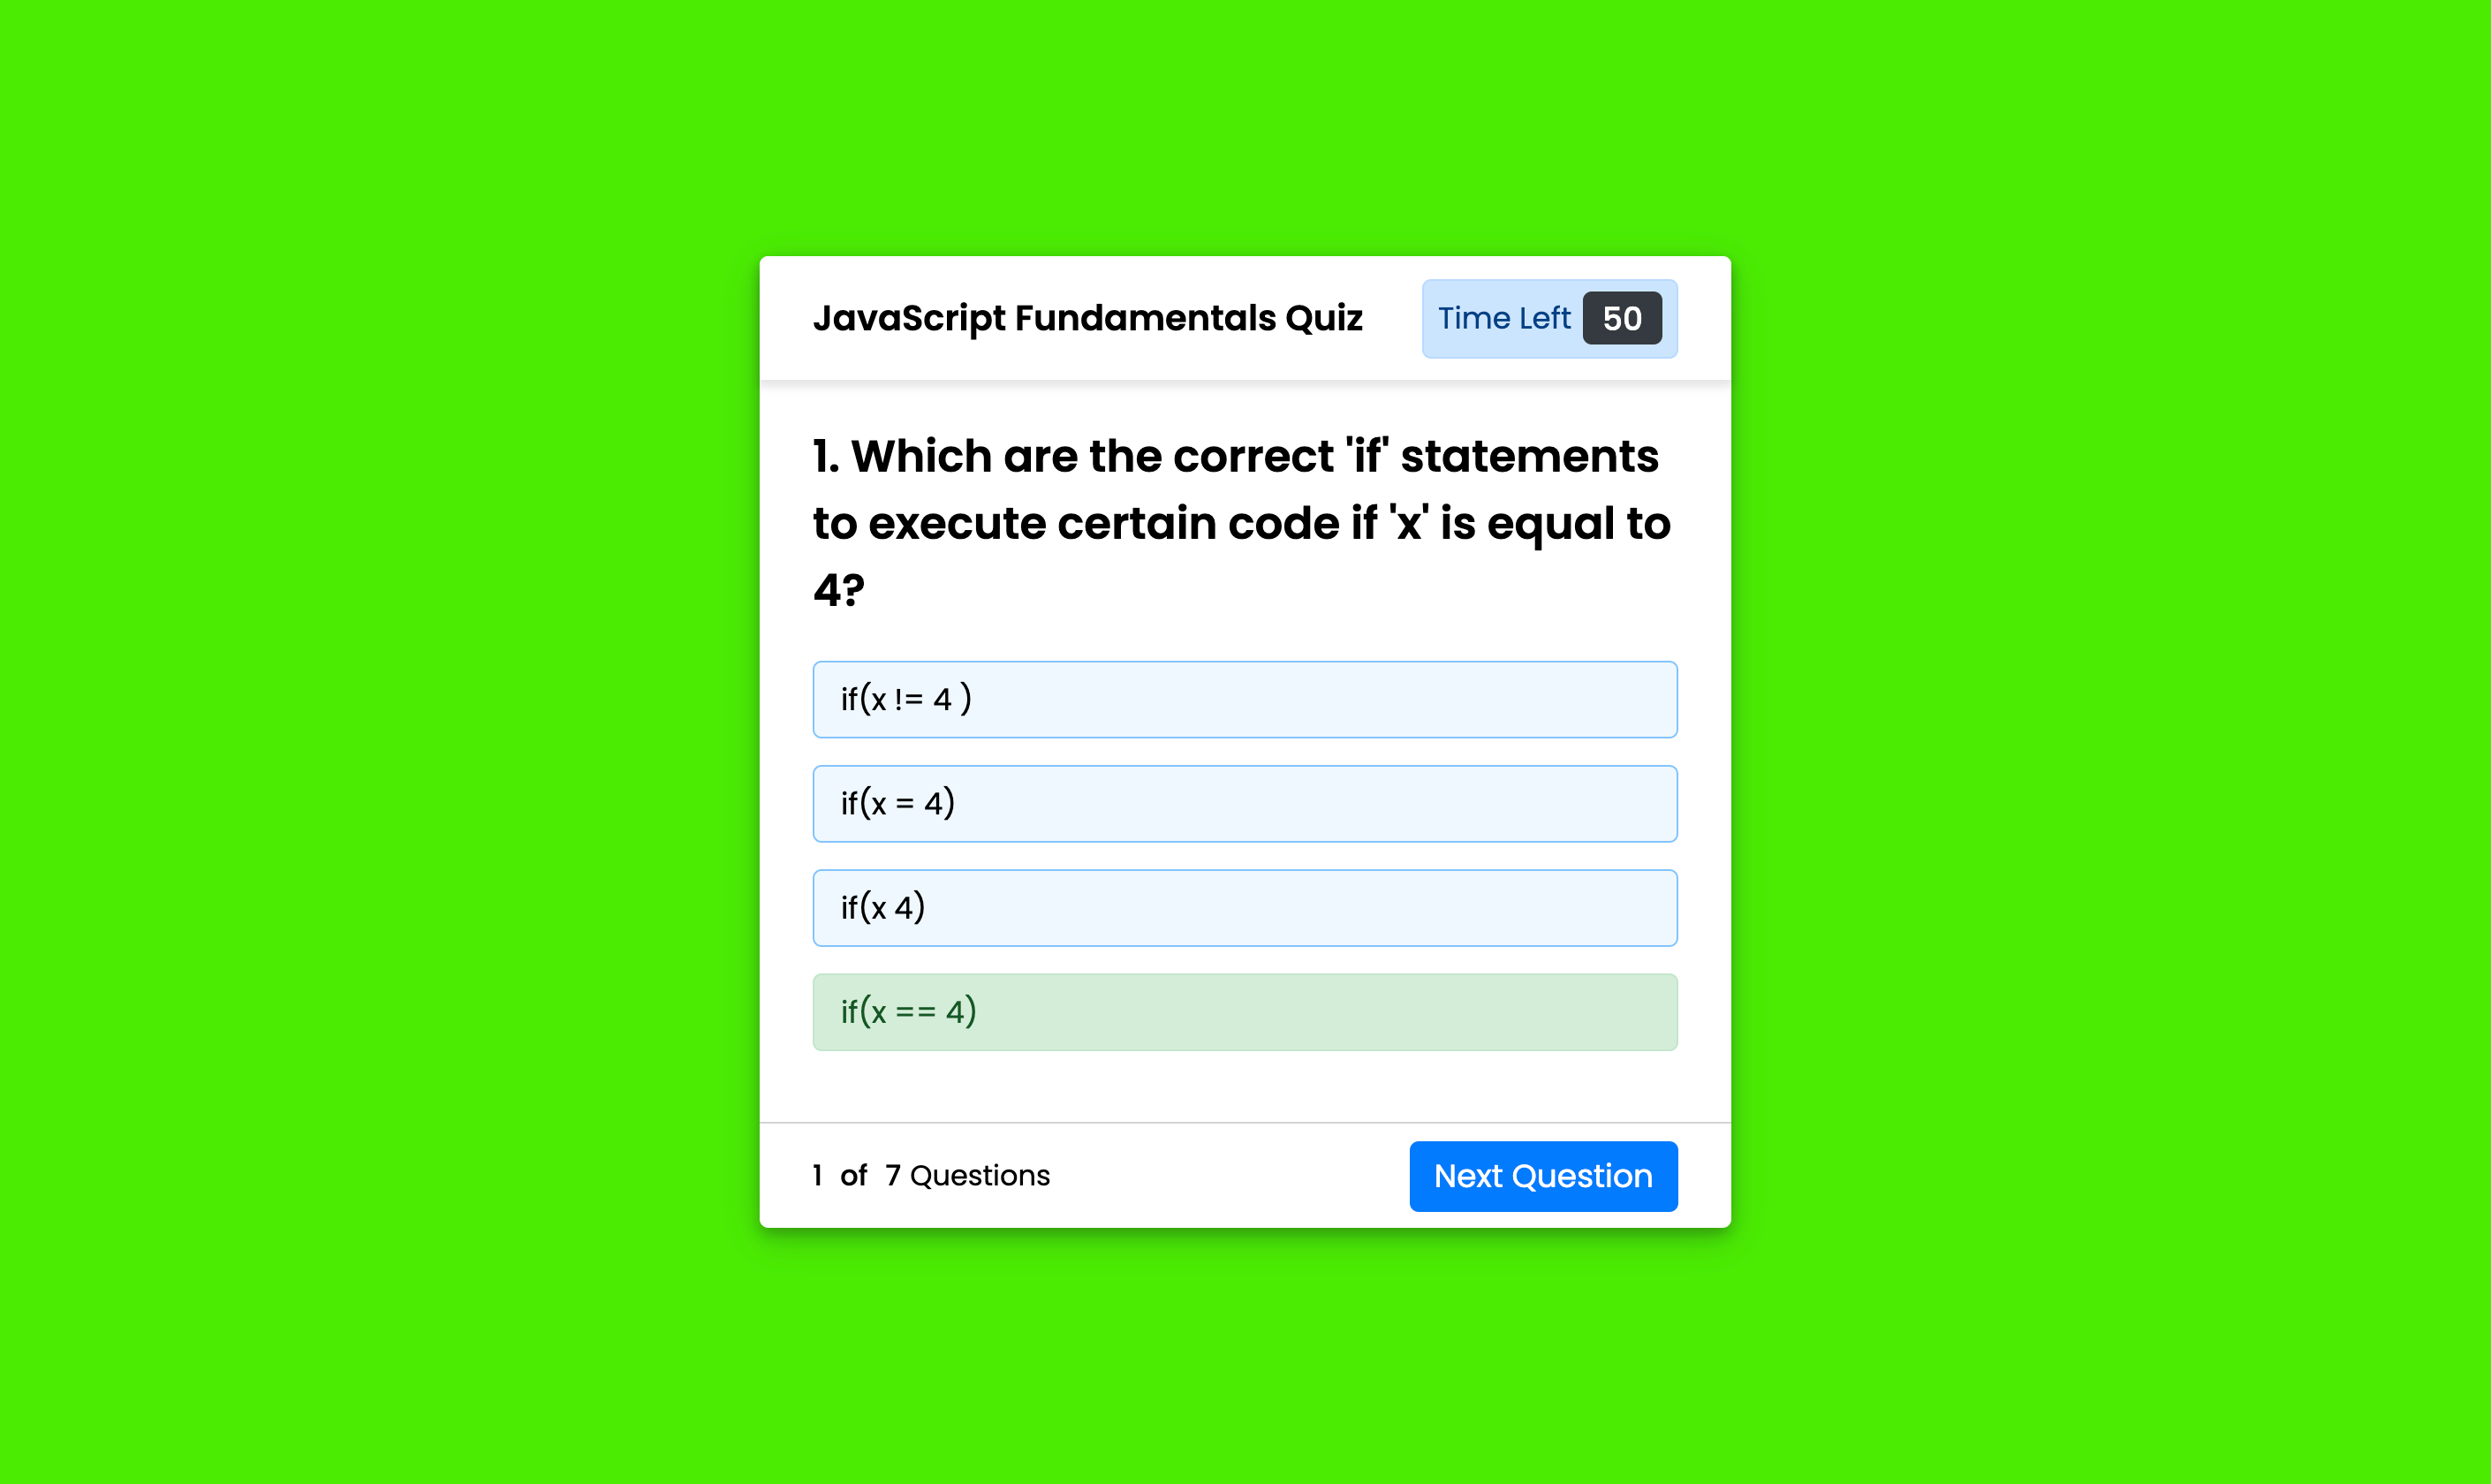 JavaScript Fundamentals Quiz
Time Left 50
1. Which are the correct 'if' statements
to execute certain code if 'x' is equal to
4?
if(x != 4 )
if(x = 4)
if(x 4)
if(x == 4)
1 of 7 Questions
Next Question